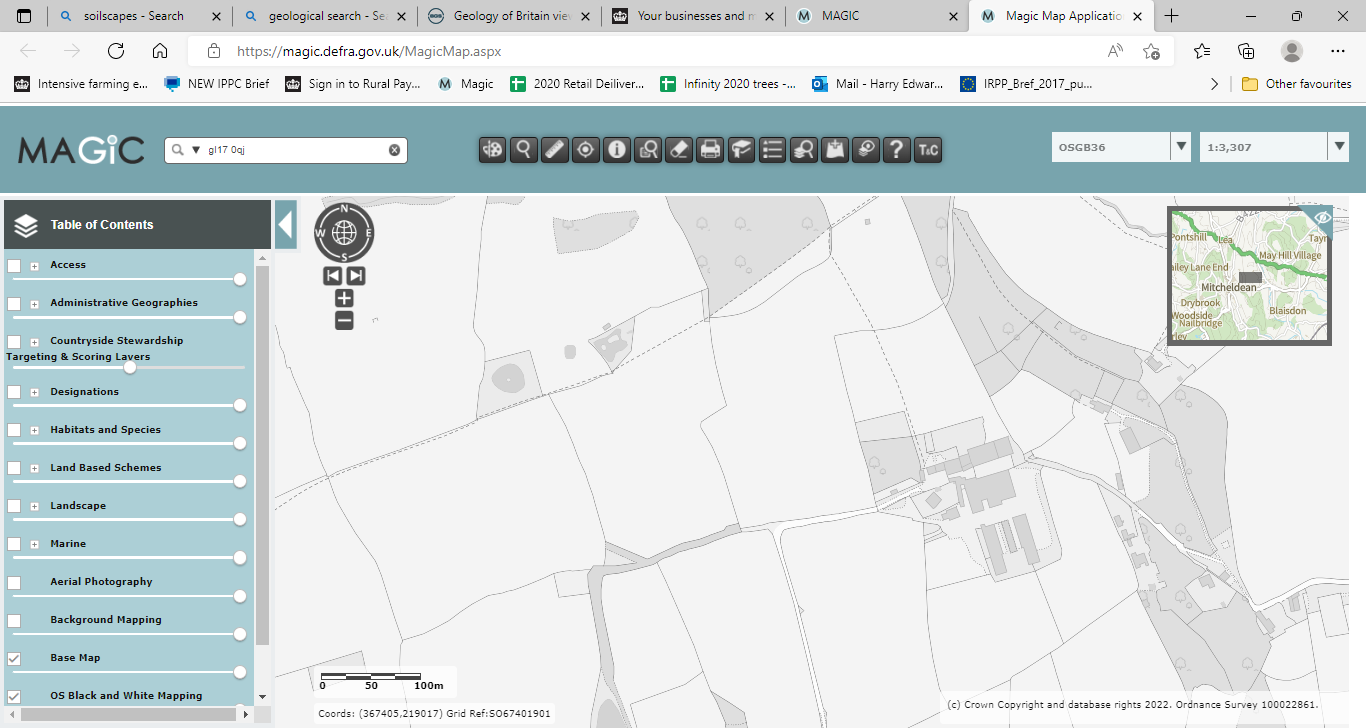 soilscapes - Search
geological search - Se
Geology of Britain vie
Your businesses and m
MAGIC
Magic Map Applicatio
https://magic.defra.gov.uk/MagicMap.aspx
Intensive farming e...
NEW IPPC Brief
Sign in to Rural Pay...
Magic
2020 Retail Deiliver...
Infinity 2020 trees -...
Mail - Harry Edwar...
IRPP_Bref_2017_pu...
Other favourites
MAGiC
gl17 0qj
T&C
OSGB36
1:3,307
Table of Contents
Access
Administrative Geographies
Countryside Stewardship
Targeting & Scoring Layers
Designations
Habitats and Species
Land Based Schemes
Landscape
Marine
Aerial Photography
Background Mapping
Base Map
OS Black and White Mapping
N
W E
S
Pontshill
Lea
Tayn
May Hill Village
ailey Lane End
Mitcheldean
Drybrook
Blaisdon
Woodside
Nailbridge
rley
0 50 100m
Coords: (367405,219017) Grid Ref:SO67401901
(c) Crown Copyright and database rights 2022. Ordnance Survey 100022861.